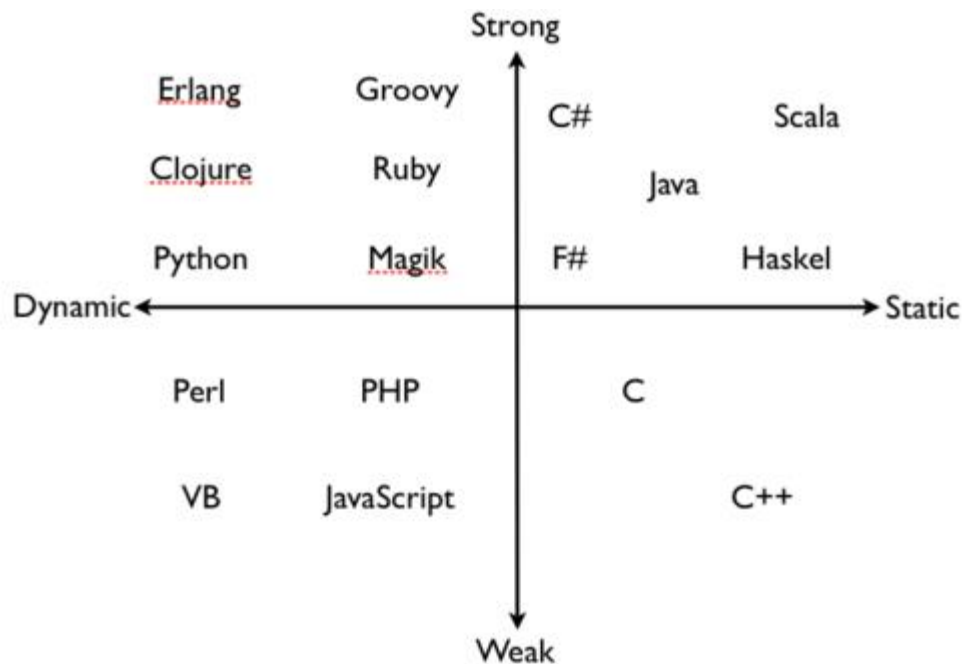 Strong
Erlang Groovy
C# Scala
Clojure Ruby
Java
Python Magik F# Haskel
Dynamic Static
Perl PHP C
VB JavaScript C++
Weak